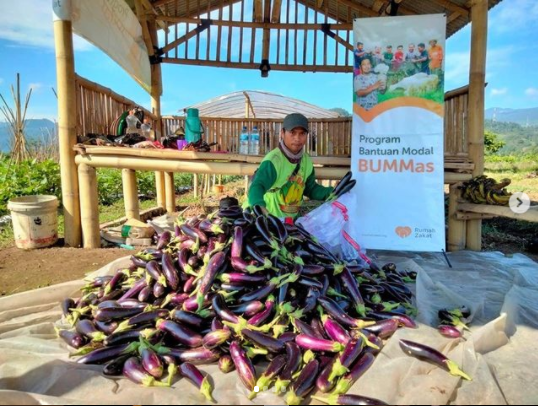 Program
Bantuan Modal
BUMMas
Rumah
Zakat